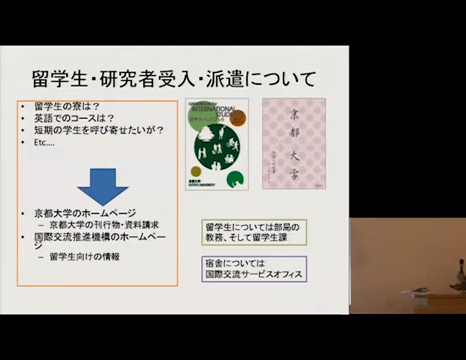 留学生・研究者受入・派遣について
• 留学生の寮は？
• 英語でのコースは？
• 短期の学生を呼び寄せたいが？
• Etc....
• 京都大学のホームページ
– 京都大学の刊行物・資料請求
• 国際交流推進機構のホームペー
ジ
– 留学生向けの情報
INTERNATIONAL
京都大学
留学生については部局の
教務、そして留学生課
宿舎については
国際交流サービスオフィス